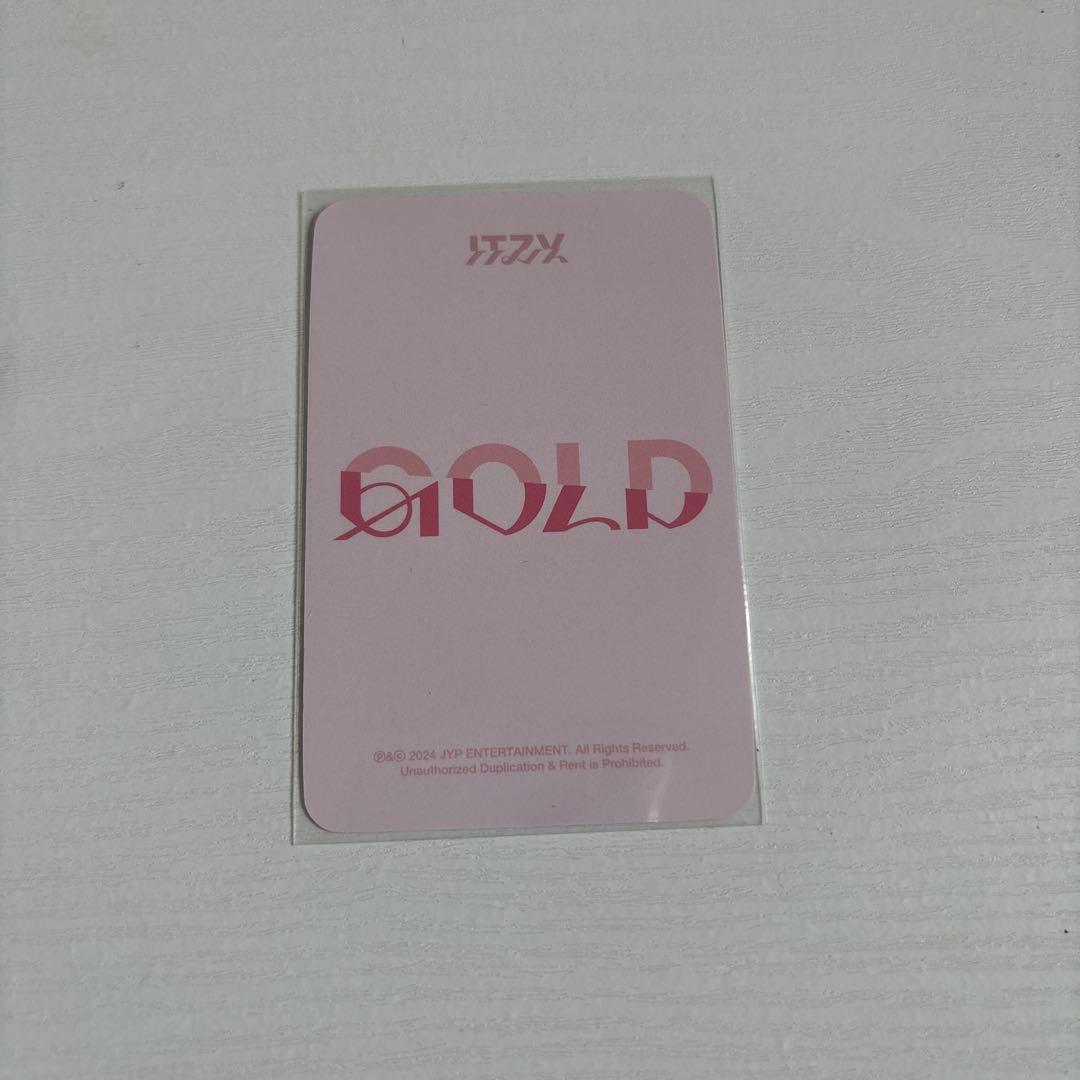 ITZY
GOLD
℗&© 2024 JYP ENTERTAINMENT. All Rights Reserved.
Unauthorized Duplication & Rent is Prohibited.